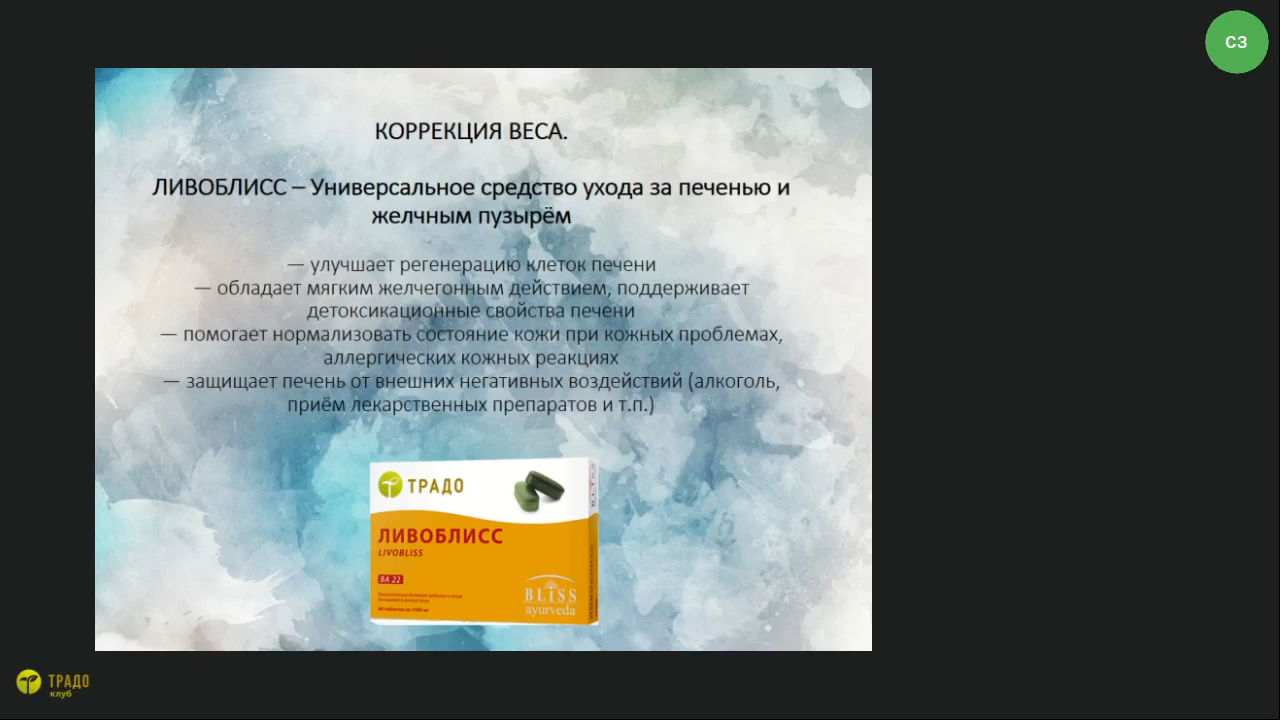 СЗ
КОРРЕКЦИЯ ВЕСА.
ЛИВОБЛИСС – Универсальное средство ухода за печенью и
желчным пузырём
— улучшает регенерацию клеток печени
— обладает мягким желчегонным действием, поддерживает
детоксикационные свойства печени
— помогает нормализовать состояние кожи при кожных проблемах,
аллергических кожных реакциях
— защищает печень от внешних негативных воздействий (алкоголь,
приём лекарственных препаратов и т.п.)
ТРАДО
ЛИВОБЛИСС
LIVOBLISS
BA 22
BLISS
ayurveda
ТРАДО
клуб